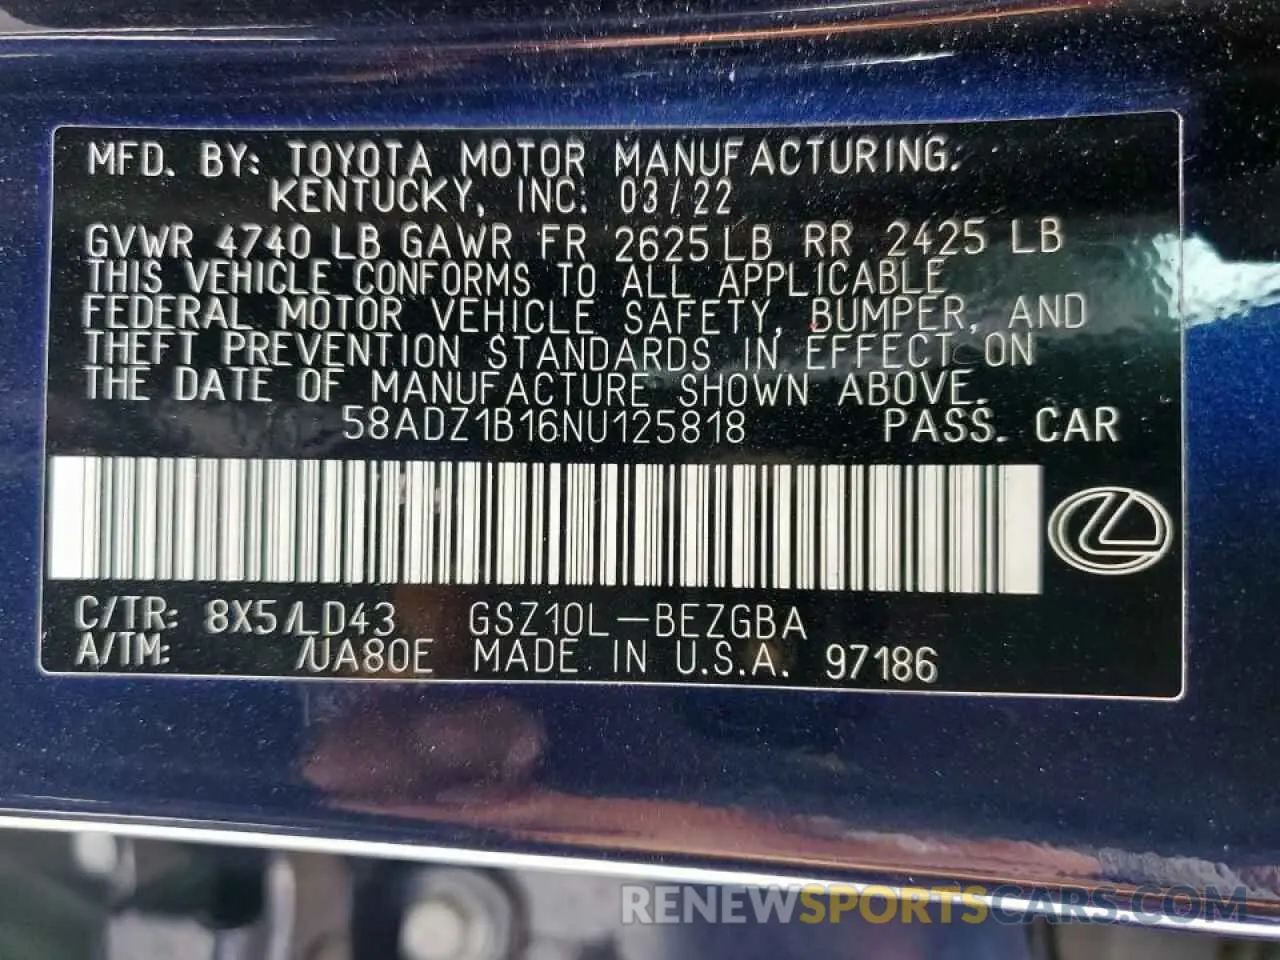 MFD. BY: TOYOTA MOTOR MANUFACTURING.
KENTUCKY, INC. 03/22
GVWR 4740 LB GAWR FR 2625 LB RR 2425 LB
THIS VEHICLE CONFORMS TO ALL APPLICABLE
FEDERAL MOTOR VEHICLE SAFETY, BUMPER, AND
THEFT PREVENTION STANDARDS IN EFFECT ON
THE DATE OF MANUFACTURE SHOWN ABOVE.
58ADZ1B16NU125818 PASS. CAR
C/TR: 8X5/LD43 GSZ10L-BEZGBA
A/TM: /UA80E MADE IN U.S.A. 97186
RENEWSPORTSCARS.COM